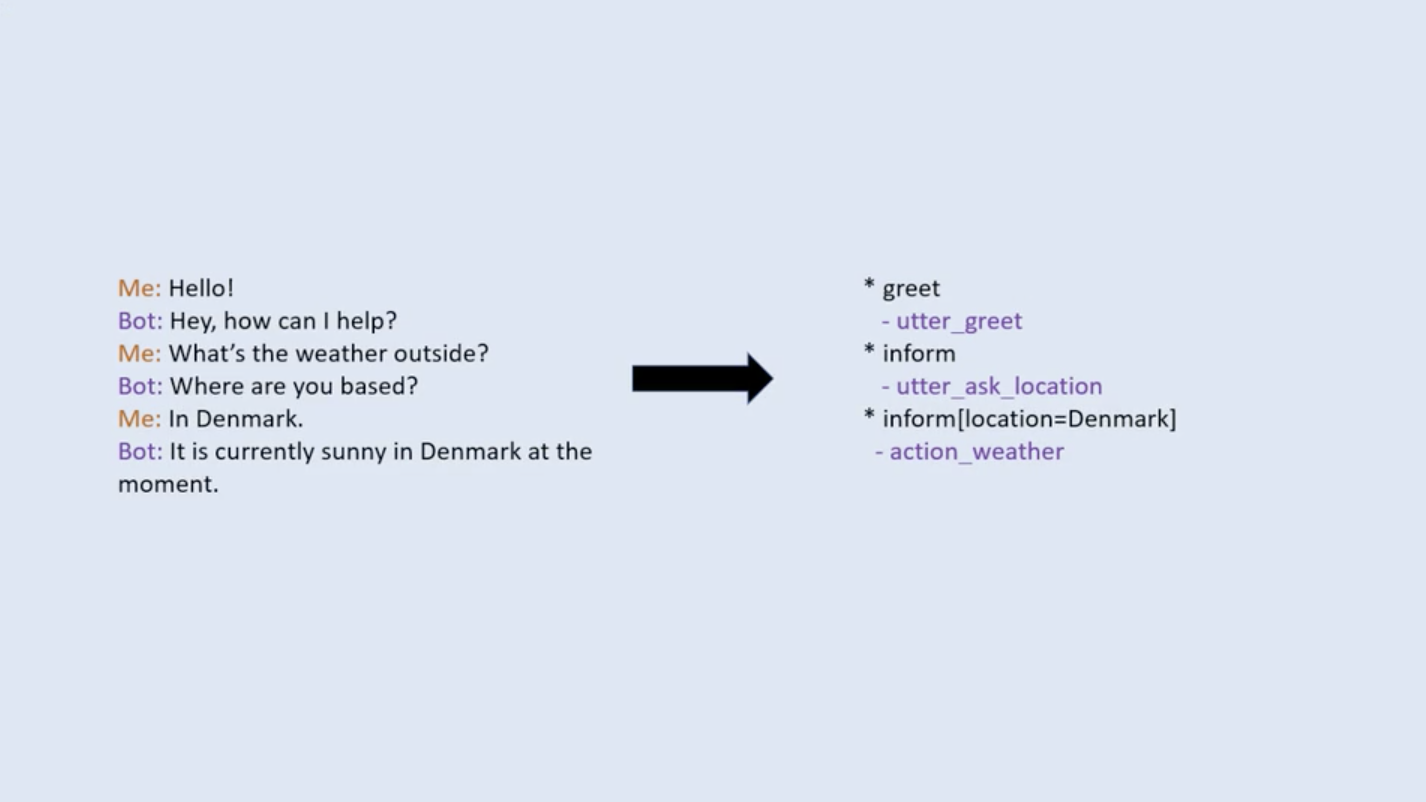 Me: Hello!
Bot: Hey, how can I help?
Me: What’s the weather outside?
Bot: Where are you based?
Me: In Denmark.
Bot: It is currently sunny in Denmark at the
moment.
* greet
- utter_greet
* inform
- utter_ask_location
* inform[location=Denmark]
- action_weather